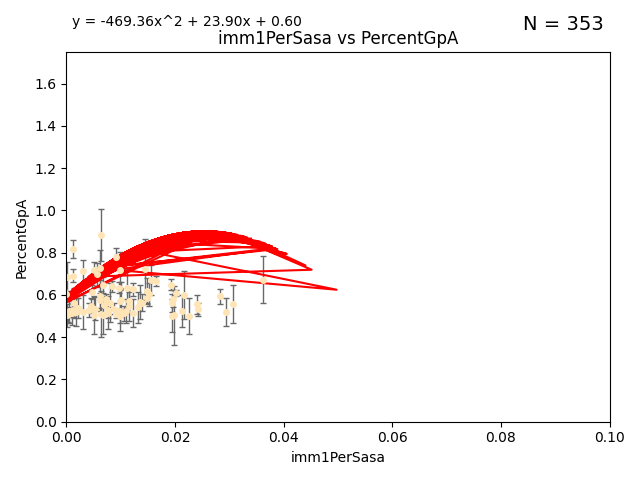 y = -469.36x^2 + 23.90x + 0.60
N = 353
imm1PerSasa vs PercentGpA
PercentGpA
1.6
1.4
1.2
1.0
0.8
0.6
0.4
0.2
0.0
0.00 0.02 0.04 0.06 0.08 0.10
imm1PerSasa